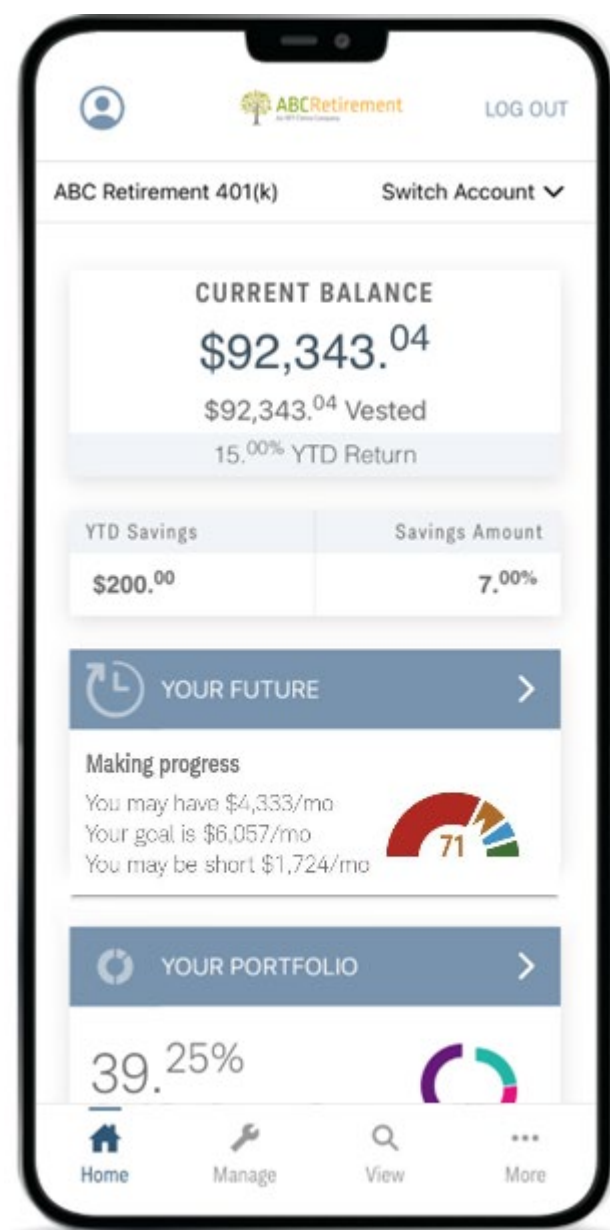 ABCRetirement
LOG OUT
ABC Retirement 401(k)
Switch Account
CURRENT BALANCE
$92,343.04
$92,343.04 Vested
15.00% YTD Return
YTD Savings
Savings Amount
$200.00
7.00%
YOUR FUTURE
Making progress
You may have $4,333/mo
Your goal is $6,057/mo
You may be short $1,724/mo
71
YOUR PORTFOLIO
39.25%
Home
Manage
View
More